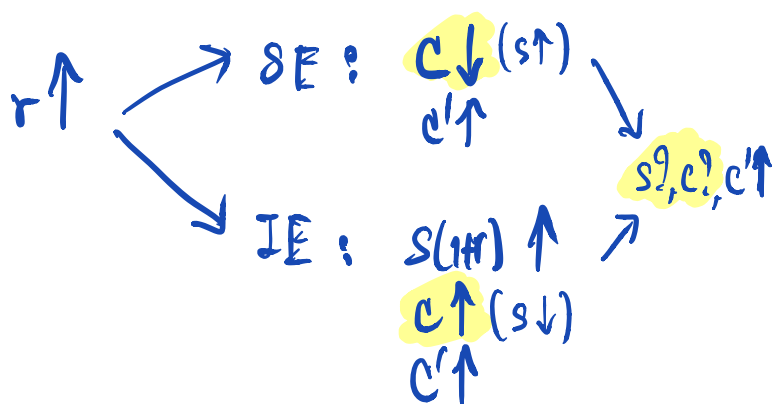 r↑
SE: C↓(s↑)
C'↑
s?, c?, c'↑
IE: S(1+r)↑
C↑(s↓)
C'↑